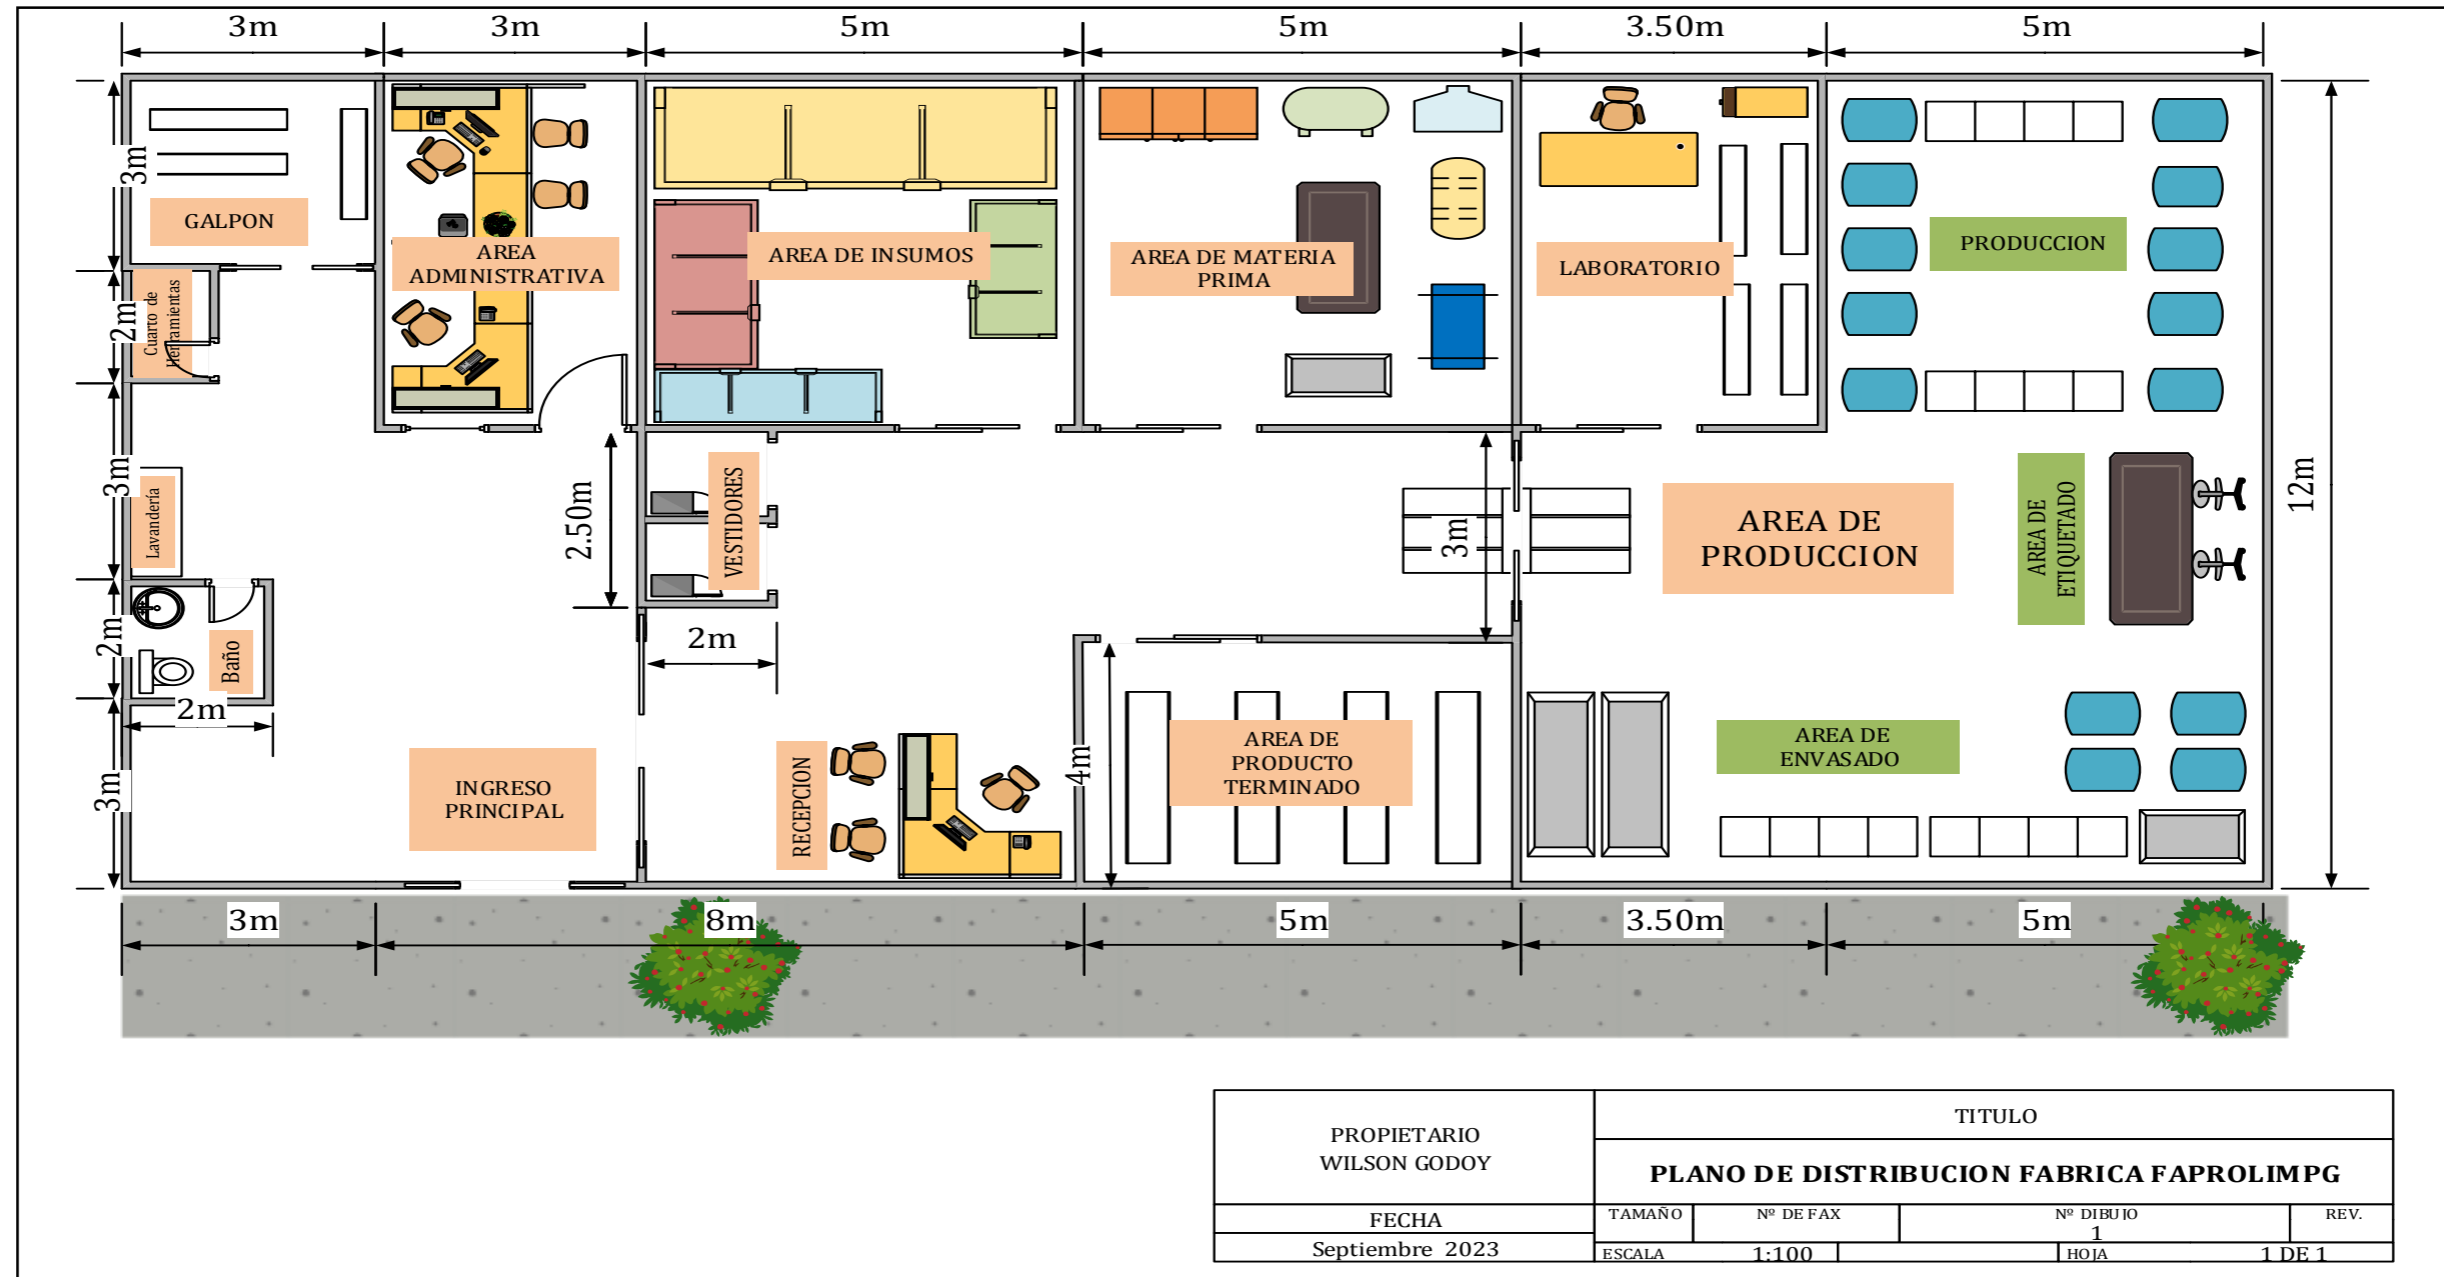 3m
3m
5m
5m
3.50m
5m
3m
GALPON
AREA
ADMINISTRATIVA
AREA DE INSUMOS
AREA DE MATERIA
PRIMA
LABORATORIO
PRODUCCION
2m
Cuarto de
Herramientas
3m
Lavandería
2.50m
VESTIDORES
3m
AREA DE
PRODUCCION
AREA DE
ETIQUETADO
12m
2m
Baño
2m
2m
3m
INGRESO
PRINCIPAL
RECEPCION
4m
AREA DE
PRODUCTO
TERMINADO
AREA DE
ENVASADO
3m
8m
5m
3.50m
5m
PROPIETARIO
WILSON GODOY
TITULO
PLANO DE DISTRIBUCION FABRICA FAPROLIMPG
FECHA
Septiembre 2023
TAMAÑO
Nº DE FAX
Nº DIBUJO
1
REV.
ESCALA
1:100
HOJA
1 DE 1